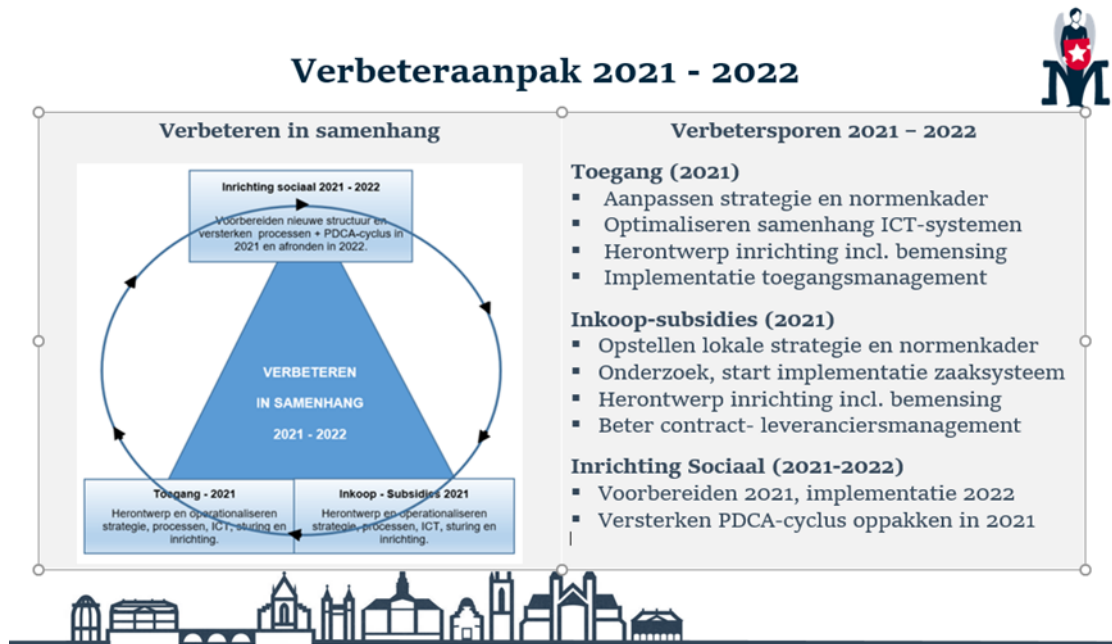 Verbeteraanpak 2021 - 2022
Verbeteren in samenhang
Inrichting sociaal 2021 - 2022
Voorbereiden nieuwe structuur en
versterken processen + PDCA-cyclus in
2021 en afronden in 2022.
VERBETEREN
IN SAMENHANG
2021 - 2022
Toegang - 2021
Herontwerp en operationaliseren
strategie, processen, ICT, sturing en
inrichting.
Inkoop - Subsidies 2021
Herontwerp en operationaliseren
strategie, processen, ICT, sturing en
inrichting.
Verbetersporen 2021 – 2022
Toegang (2021)
▪ Aanpassen strategie en normenkader
▪ Optimaliseren samenhang ICT-systemen
▪ Herontwerp inrichting incl. bemensing
▪ Implementatie toegangsmanagement
Inkoop-subsidies (2021)
▪ Opstellen lokale strategie en normenkader
▪ Onderzoek, start implementatie zaaksysteem
▪ Herontwerp inrichting incl. bemensing
▪ Beter contract- leveranciersmanagement
Inrichting Sociaal (2021-2022)
▪ Voorbereiden 2021, implementatie 2022
▪ Versterken PDCA-cyclus oppakken in 2021